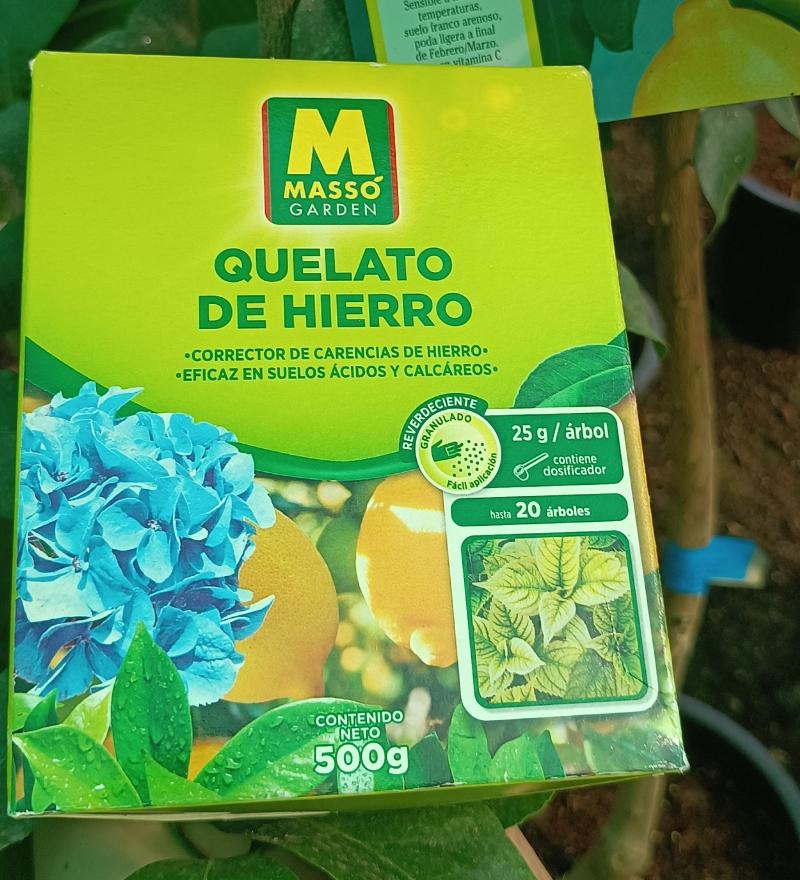 temperaturas,
suelo franco arenoso,
poda ligera a final
de Febrero/Marzo.
vitamina C
M
MASSÓ
GARDEN
QUELATO
DE HIERRO
•CORRECTOR DE CARENCIAS DE HIERRO•
•EFICAZ EN SUELOS ÁCIDOS Y CALCÁREOS•
REVERDECIENTE
GRANULADO
Fácil aplicación
25 g / árbol
contiene
dosificador
hasta 20 árboles
CONTENIDO
NETO
500g